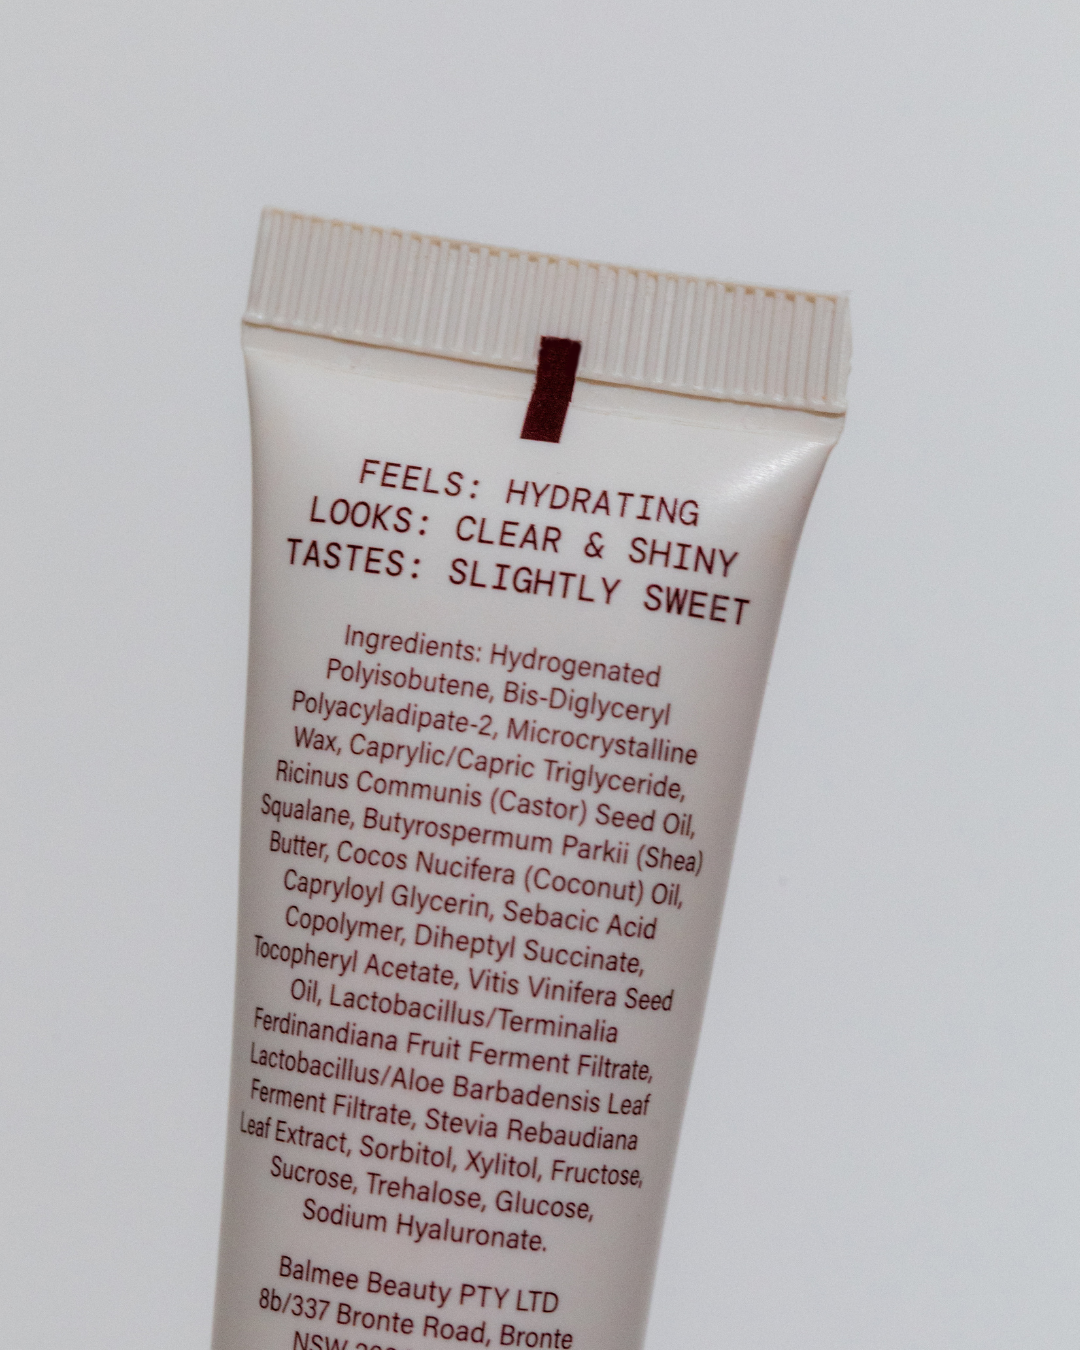 FEELS: HYDRATING
LOOKS: CLEAR & SHINY
TASTES: SLIGHTLY SWEET
Ingredients: Hydrogenated
Polyisobutene, Bis-Diglyceryl
Polyacyladipate-2, Microcrystalline
Wax, Caprylic/Capric Triglyceride,
Ricinus Communis (Castor) Seed Oil,
Squalane, Butyrospermum Parkii (Shea)
Butter, Cocos Nucifera (Coconut) Oil,
Capryloyl Glycerin, Sebacic Acid
Copolymer, Diheptyl Succinate,
Tocopheryl Acetate, Vitis Vinifera Seed
Oil, Lactobacillus/Terminalia
Ferdinandiana Fruit Ferment Filtrate,
Lactobacillus/Aloe Barbadensis Leaf
Ferment Filtrate, Stevia Rebaudiana
Leaf Extract, Sorbitol, Xylitol, Fructose,
Sucrose, Trehalose, Glucose,
Sodium Hyaluronate.
Balmee Beauty PTY LTD
8b/337 Bronte Road, Bronte
NSW